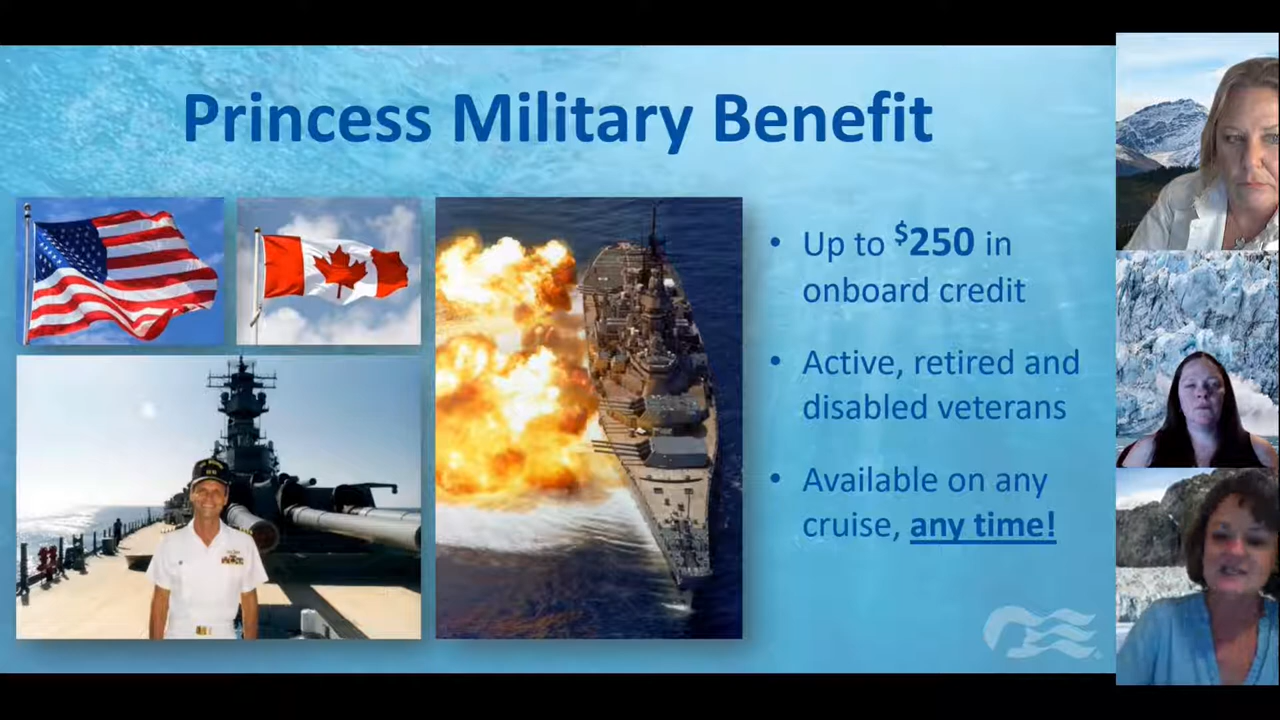 Princess Military Benefit
• Up to $250 in
onboard credit
• Active, retired and
disabled veterans
• Available on any
cruise, any time!